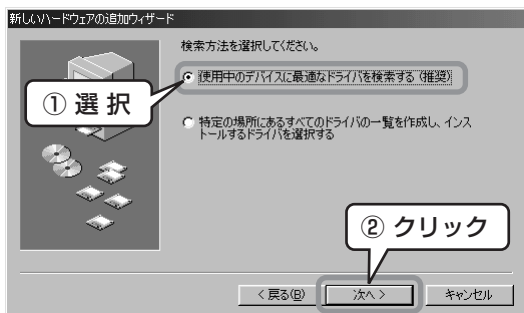 新しいハードウェアの追加ウィザード
検索方法を選択してください。
使用中のデバイスに最適なドライバを検索する（推奨）
① 選 択
特定の場所にあるすべてのドライバの一覧を作成し、インス
トールするドライバを選択する
② クリック
< 戻る(B)
次へ >
キャンセル